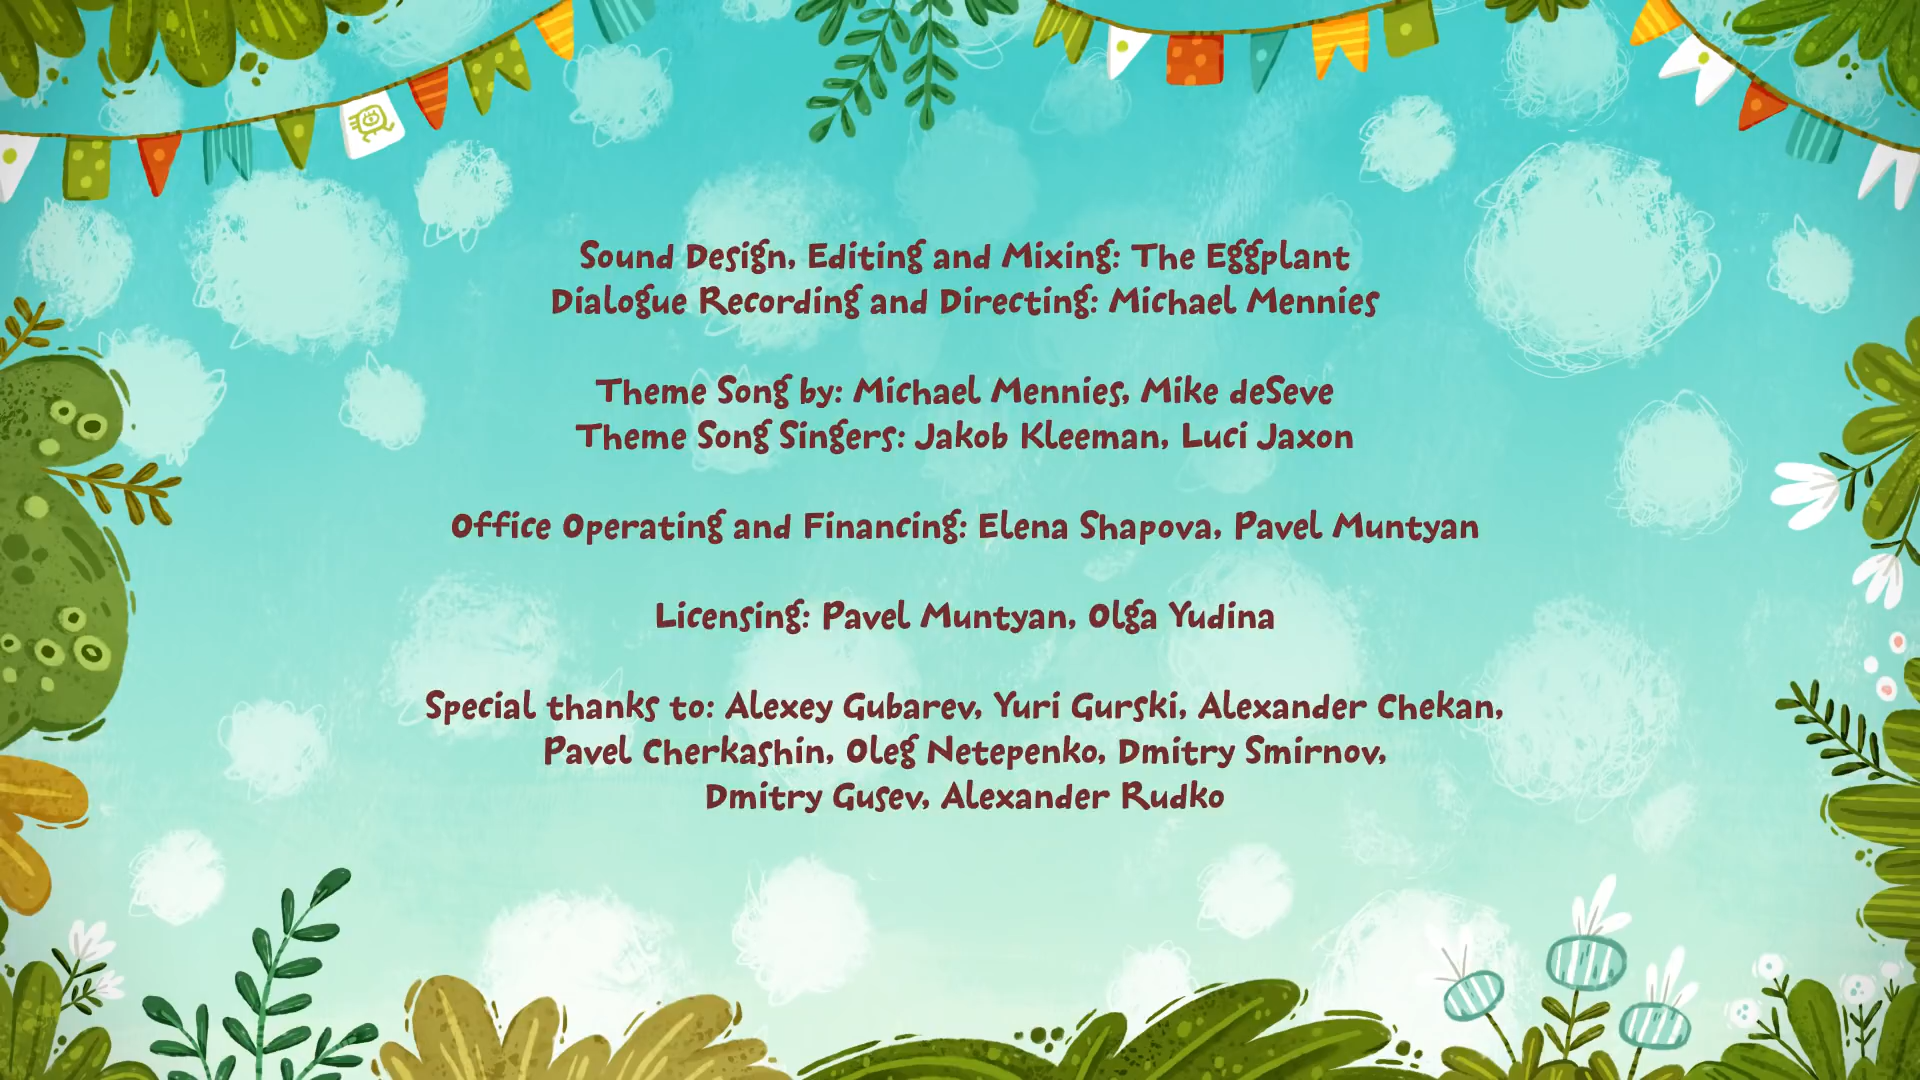 Sound Design, Editing and Mixing: The Eggplant
Dialogue Recording and Directing: Michael Mennies
Theme Song by: Michael Mennies, Mike deSeve
Theme Song Singers: Jakob Kleeman, Luci Jaxon
Office Operating and Financing: Elena Shapova, Pavel Muntyan
Licensing: Pavel Muntyan, Olga Yudina
Special thanks to: Alexey Gubarev, Yuri Gurski, Alexander Chekan,
Pavel Cherkashin, Oleg Netepenko, Dmitry Smirnov,
Dmitry Gusev, Alexander Rudko